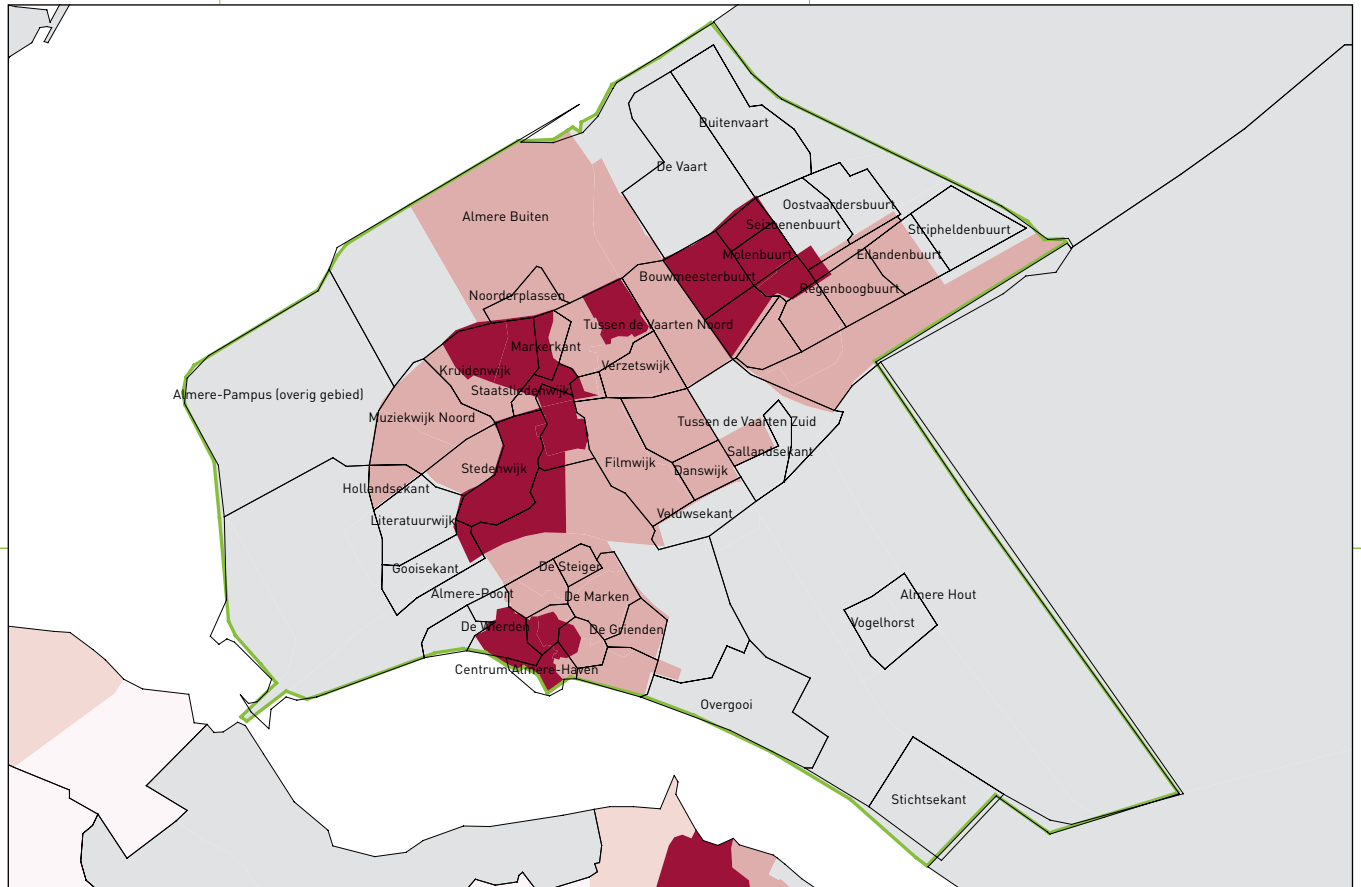 Buitenvaart
De Vaart
Oostvaardersbuurt
Almere Buiten
Seizoenenbuurt
Stripheldenbuurt
Molenbuurt
Eilandenbuurt
Bouwmeesterbuurt
Regenboogbuurt
Noorderplassen
Tussen de Vaarten Noord
Markerkant
Verzetswijk
Kruidenwijk
Staatsliedenwijk
Almere-Pampus (overig gebied)
Muziekwijk Noord
Tussen de Vaarten Zuid
Sallandsekant
Filmwijk
Stedenwijk
Danswijk
Hollandsekant
Veluwsekant
Literatuurwijk
Gooisekant
De Steiger
Almere-Poort
De Marken
Almere Hout
Vogelhorst
De Wierden
De Grienden
Centrum Almere-Haven
Overgooi
Stichtsekant